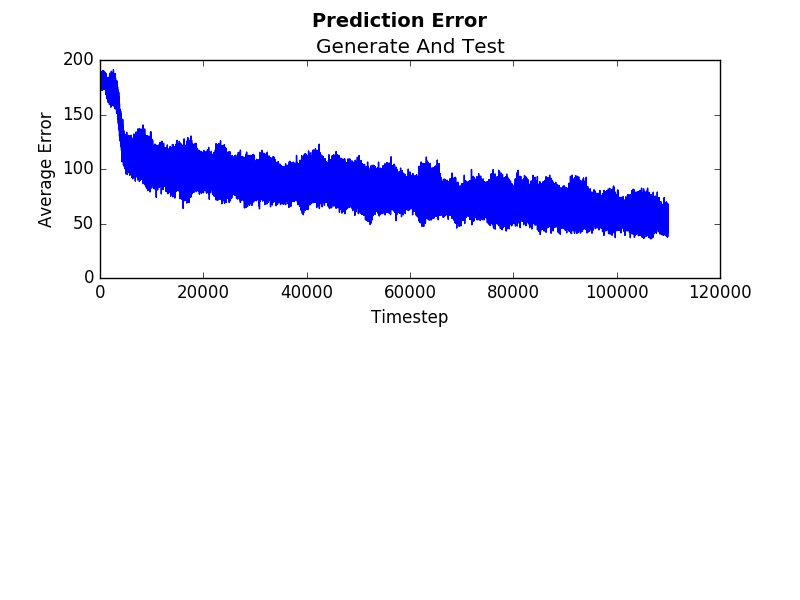 Prediction Error
Generate And Test
200
150
100
50
0
Average Error
0 20000 40000 60000 80000 100000 120000
Timestep